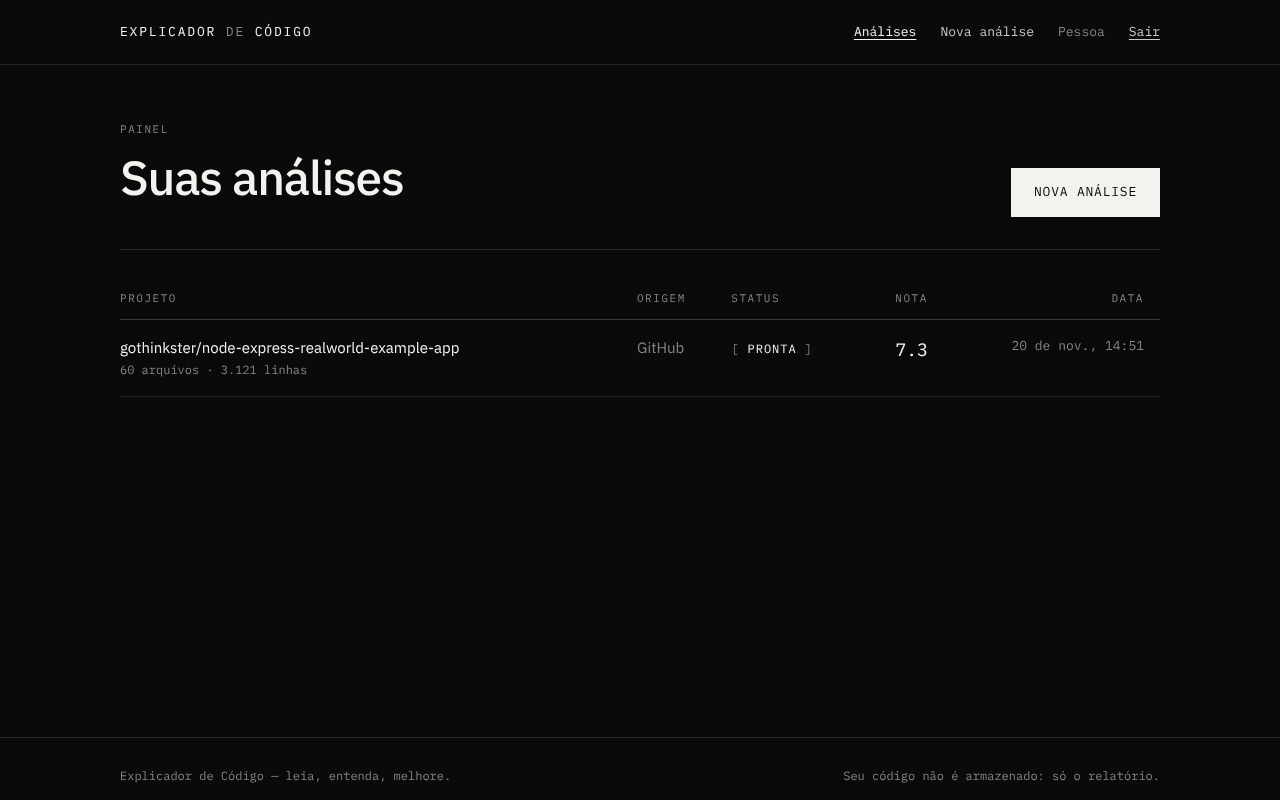 EXPLICADOR DE CÓDIGO
Análises Nova análise Pessoa Sair
PAINEL
Suas análises
NOVA ANÁLISE
PROJETO ORIGEM STATUS NOTA DATA
gothinkster/node-express-realworld-example-app GitHub [ PRONTA ] 7.3 20 de nov., 14:51
60 arquivos · 3.121 linhas
Explicador de Código — leia, entenda, melhore.
Seu código não é armazenado: só o relatório.